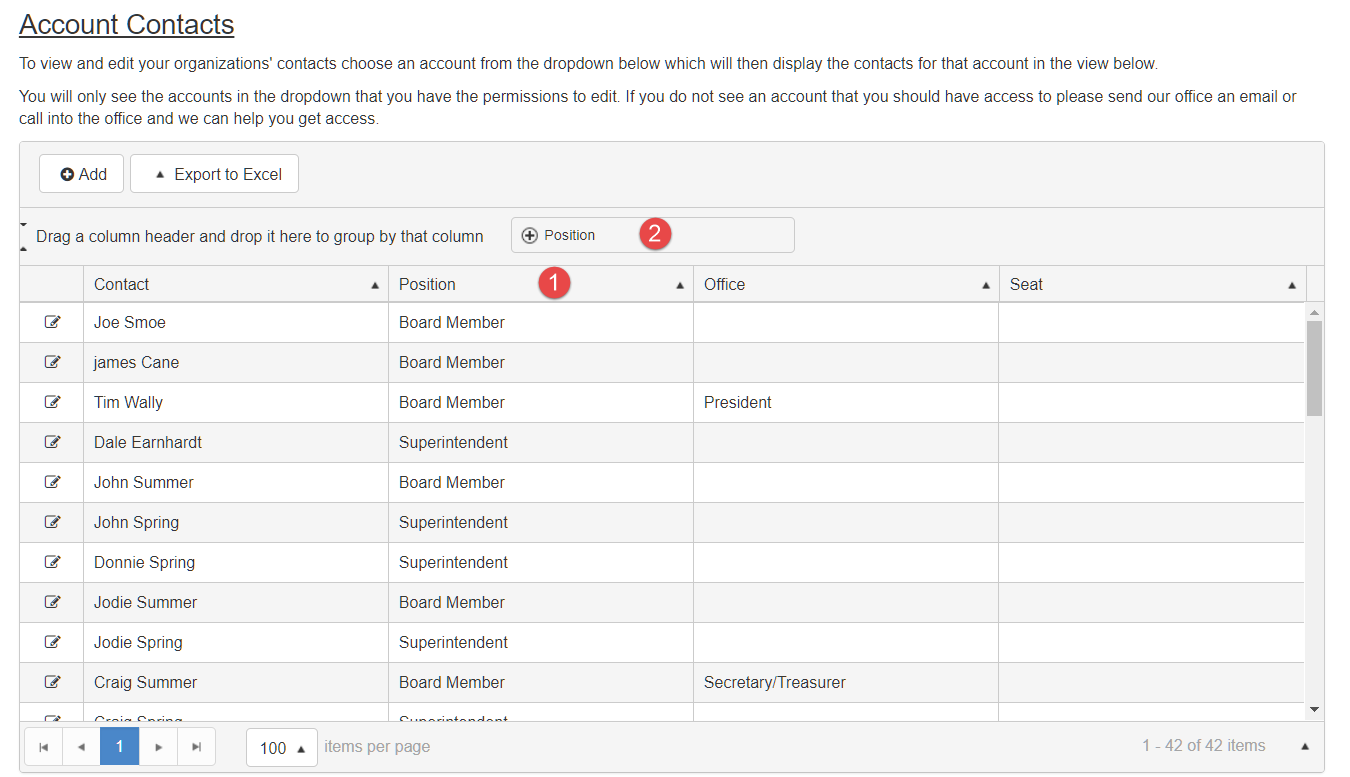 Account Contacts
To view and edit your organizations' contacts choose an account from the dropdown below which will then display the contacts for that account in the view below.
You will only see the accounts in the dropdown that you have the permissions to edit. If you do not see an account that you should have access to please send our office an email or
call into the office and we can help you get access.
Add Export to Excel
Drag a column header and drop it here to group by that column Position 2
Contact Position 1 Office Seat
Joe Smoe Board Member
james Cane Board Member
Tim Wally Board Member President
Dale Earnhardt Superintendent
John Summer Board Member
John Spring Superintendent
Donnie Spring Superintendent
Jodie Summer Board Member
Jodie Spring Superintendent
Craig Summer Board Member Secretary/Treasurer
Craig Spring Superintendent
1 100 items per page 1 - 42 of 42 items